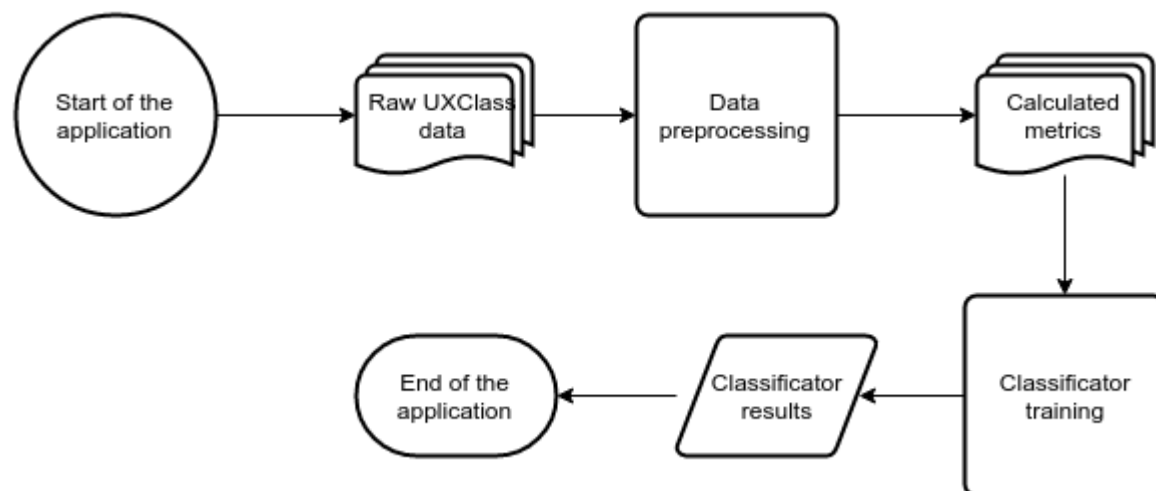 Start of the
application
Raw UXClass
data
Data
preprocessing
Calculated
metrics
Classificator
training
Classificator
results
End of the
application